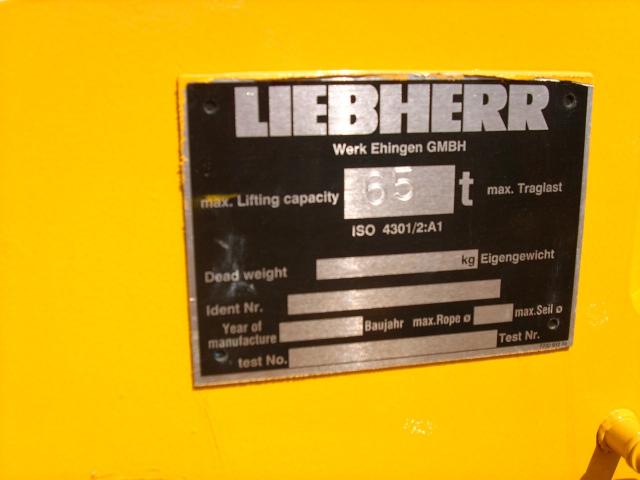 LIEBHERR
Werk Ehingen GMBH
max. Lifting capacity 65 t max. Traglast
ISO 4301/2:A1
Dead weight kg Eigengewicht
Ident Nr.
Year of manufacture Baujahr max.Rope ø max.Seil ø
test No. Test Nr.